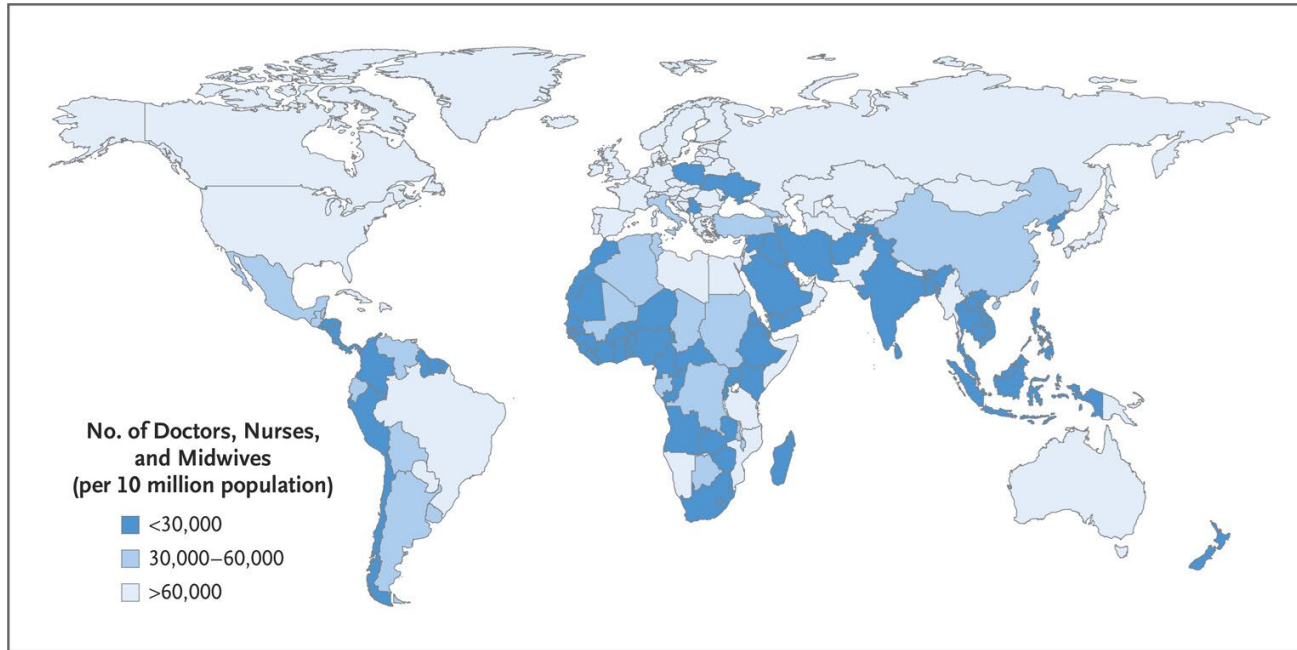 No. of Doctors, Nurses,
and Midwives
(per 10 million population)
<30,000
30,000–60,000
>60,000